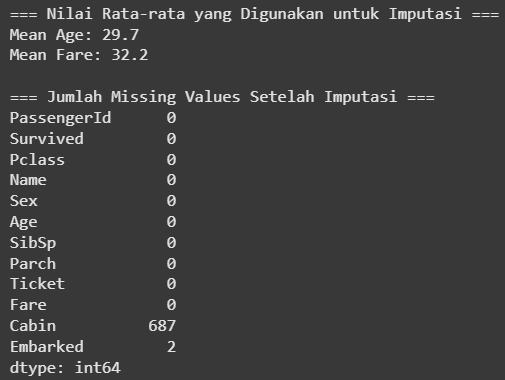 === Nilai Rata-rata yang Digunakan untuk Imputasi ===
Mean Age: 29.7
Mean Fare: 32.2

=== Jumlah Missing Values Setelah Imputasi ===
PassengerId      0
Survived         0
Pclass           0
Name             0
Sex              0
Age              0
SibSp            0
Parch            0
Ticket           0
Fare             0
Cabin          687
Embarked         2
dtype: int64